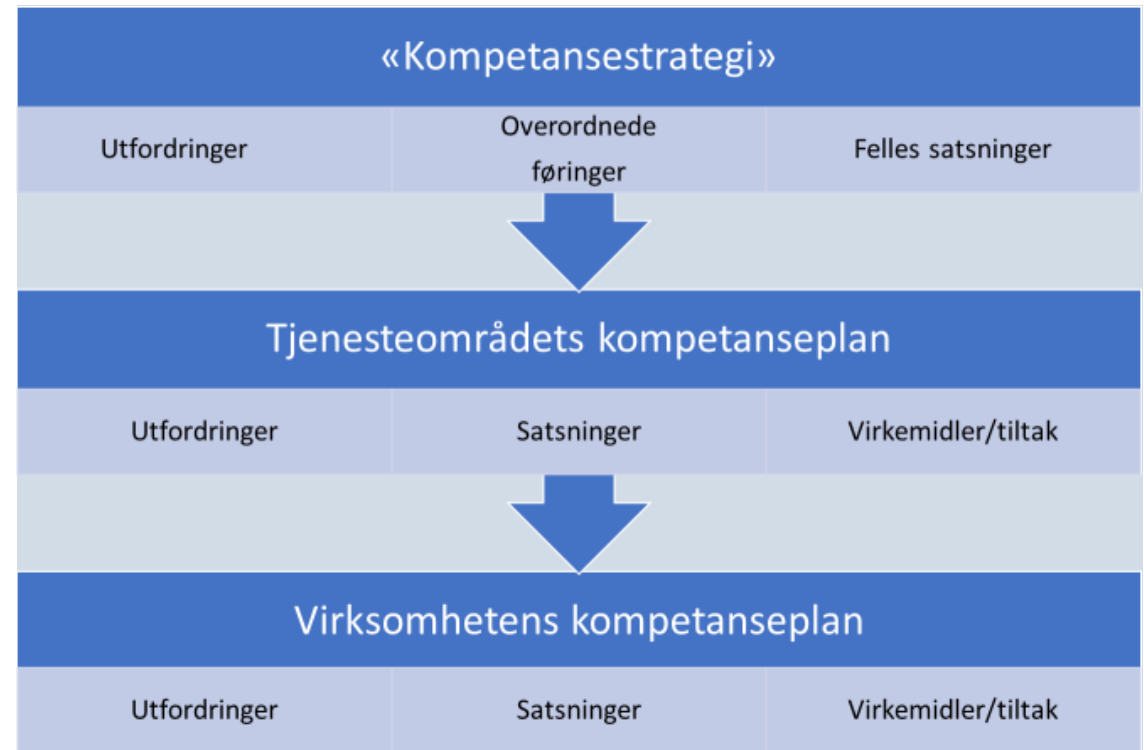 «Kompetansestrategi»
Utfordringer
Overordnede
føringer
Felles satsninger
Tjenesteområdets kompetanseplan
Utfordringer
Satsninger
Virkemidler/tiltak
Virksomhetens kompetanseplan
Utfordringer
Satsninger
Virkemidler/tiltak